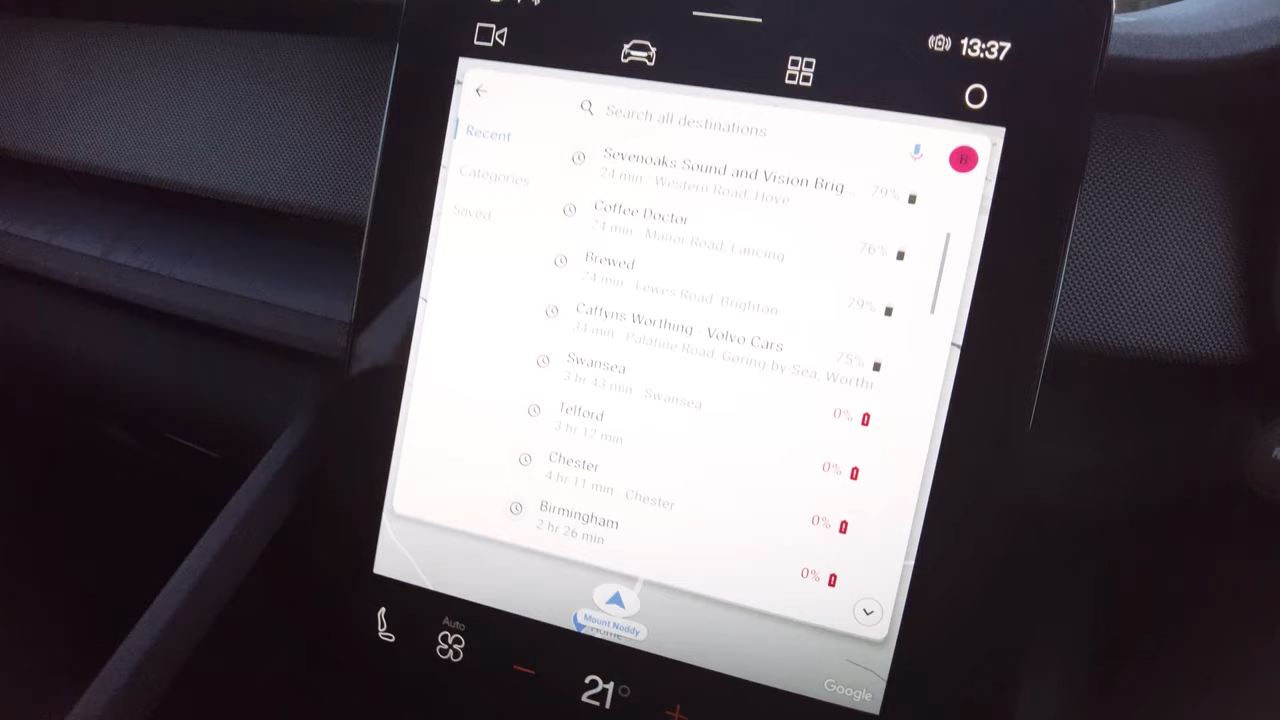 13:37
Search all destinations
B
Recent
Categories
Saved
Sevenoaks Sound and Vision Brig...
24 min · Western Road, Hove
79%
Coffee Doctor
24 min · Manor Road, Lancing
76%
Brewed
24 min · Lewes Road, Brighton
79%
Caffyns Worthing - Volvo Cars
34 min · Palatine Road, Goring-by-Sea, Worthi
75%
Swansea
3 hr 43 min · Swansea
0%
Telford
3 hr 12 min
0%
Chester
4 hr 11 min · Chester
0%
Birmingham
2 hr 26 min
0%
Mount Noddy
Home
Google
Auto
21°